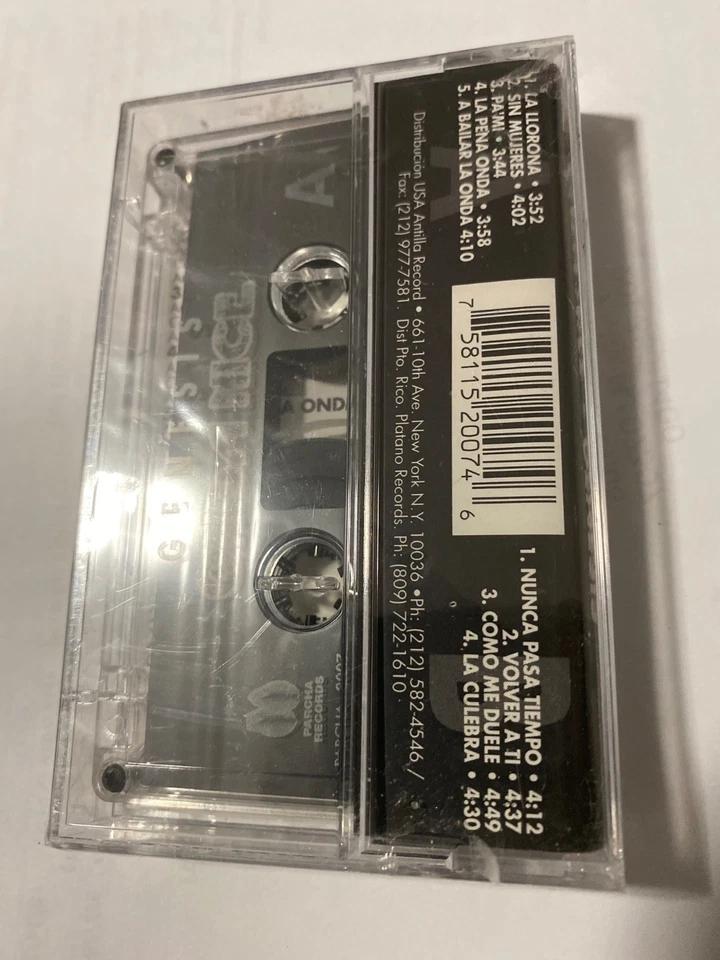 1. LA LLORONA • 3:52
2. SIN MUJERES • 4:02
3. PA'MI • 3:44
4. LA PENA ONDA • 3:58
5. A BAILAR LA ONDA 4:10
7 58115 20074 6
1. NUNCA PASA TIEMPO • 4:12
2. VOLVER A TI • 4:37
3. COMO ME DUELE • 4:49
4. LA CULEBRA • 4:30
Distribución USA Antilla Record • 661-10th Ave. New York N.Y. 10036 • Ph: (212) 582-4546 /
Fax: (212) 977-7581. Dist Pto. Rico. Platano Records. Ph: (809) 722-1610
A
B
A
LA ONDA
GENESIS
PARCHA
RECORDS